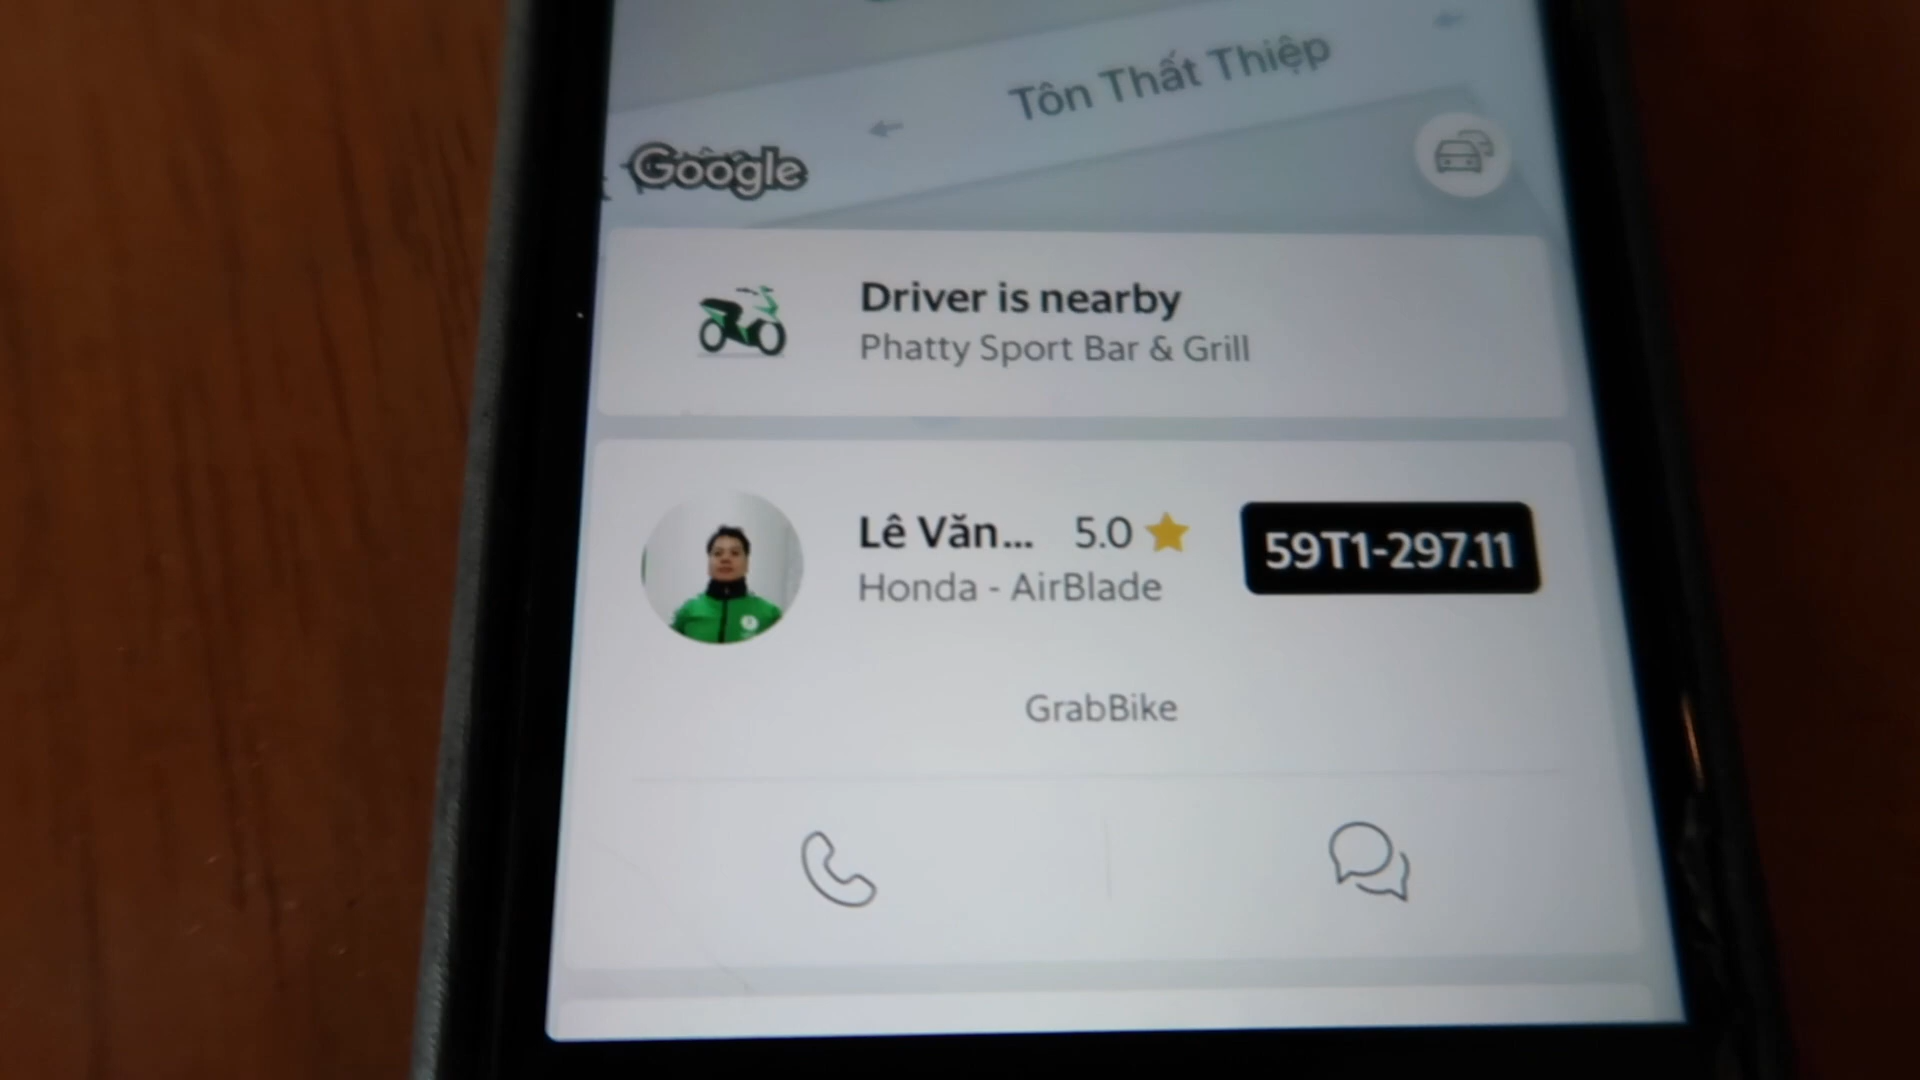 Tôn Thất Thiệp
Google
Driver is nearby
Phatty Sport Bar & Grill
Lê Văn... 5.0
59T1-297.11
Honda - AirBlade
GrabBike